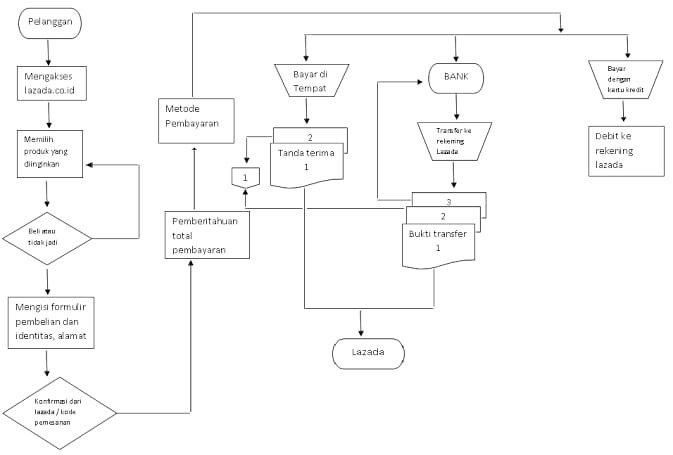 Pelanggan
Mengakses
lazada.co.id
Memilih
produk yang
diinginkan
Beli atau
tidak jadi
Mengisi formulir
pembelian dan
identitas, alamat
Konfirmasi dari
lazada / kode
pemesanan
Pemberitahuan
total
pembayaran
Metode
Pembayaran
Bayar di
Tempat
2
Tanda terima
1
1
BANK
Transfer ke
rekening
Lazada
3
2
Bukti transfer
1
Lazada
Bayar
dengan
kartu kredit
Debit ke
rekening
lazada